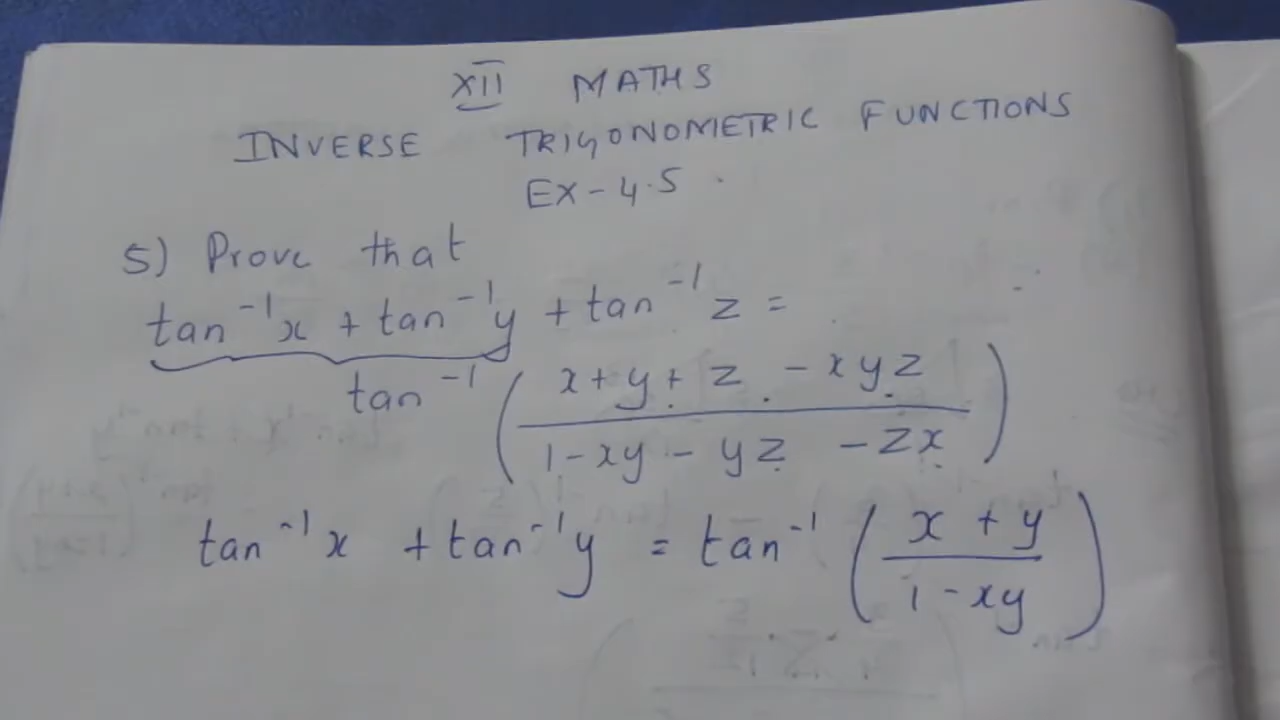 XII MATHS
INVERSE TRIGONOMETRIC FUNCTIONS
EX-4.5.
5) Prove that
tan⁻¹x + tan⁻¹y + tan⁻¹z =
tan⁻¹ ( x+y+z-xyz / 1-xy-yz-zx )
tan⁻¹x + tan⁻¹y = tan⁻¹ ( x+y / 1-xy )